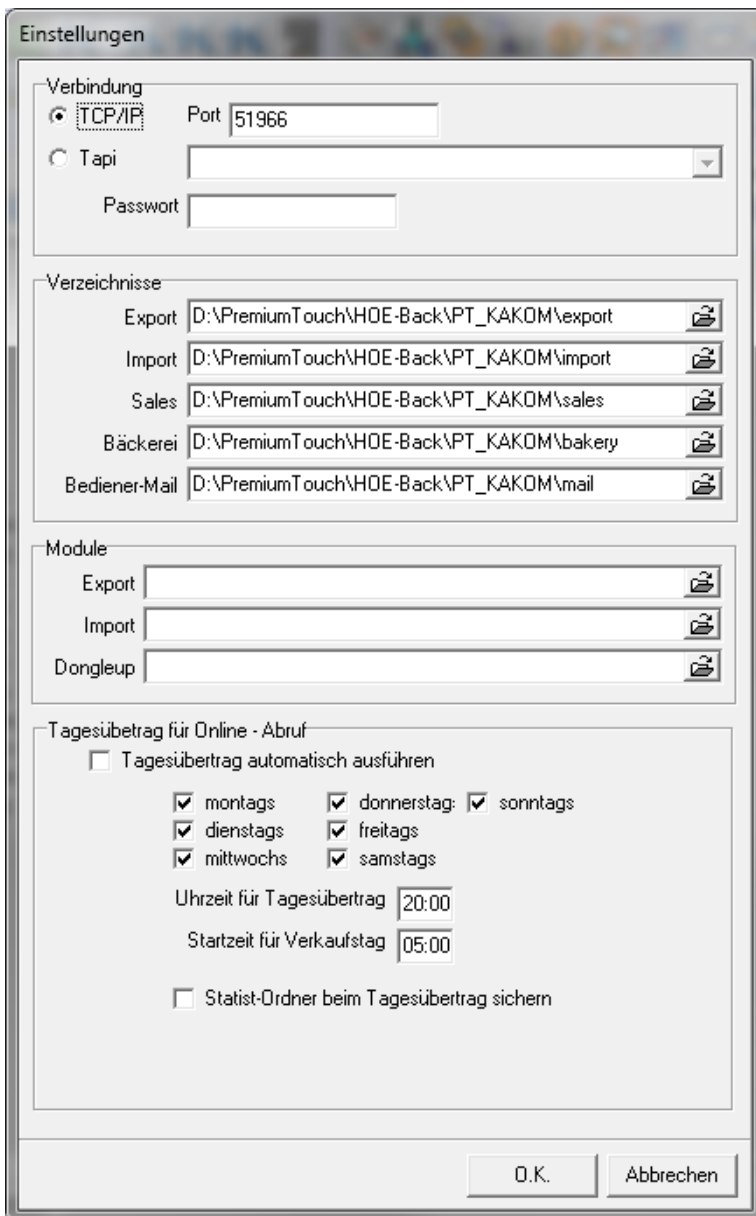 Einstellungen
Verbindung
TCP/IP Port 51966
Tapi
Passwort
Verzeichnisse
Export D:\PremiumTouch\HOE-Back\PT_KAKOM\export
Import D:\PremiumTouch\HOE-Back\PT_KAKOM\import
Sales D:\PremiumTouch\HOE-Back\PT_KAKOM\sales
Bäckerei D:\PremiumTouch\HOE-Back\PT_KAKOM\bakery
Bediener-Mail D:\PremiumTouch\HOE-Back\PT_KAKOM\mail
Module
Export
Import
Dongleup
Tagesübetrag für Online - Abruf
Tagesübertrag automatisch ausführen
montags donnerstag: sonntags
dienstags freitags
mittwochs samstags
Uhrzeit für Tagesübertrag 20:00
Startzeit für Verkaufstag 05:00
Statist-Ordner beim Tagesübertrag sichern
O.K. Abbrechen